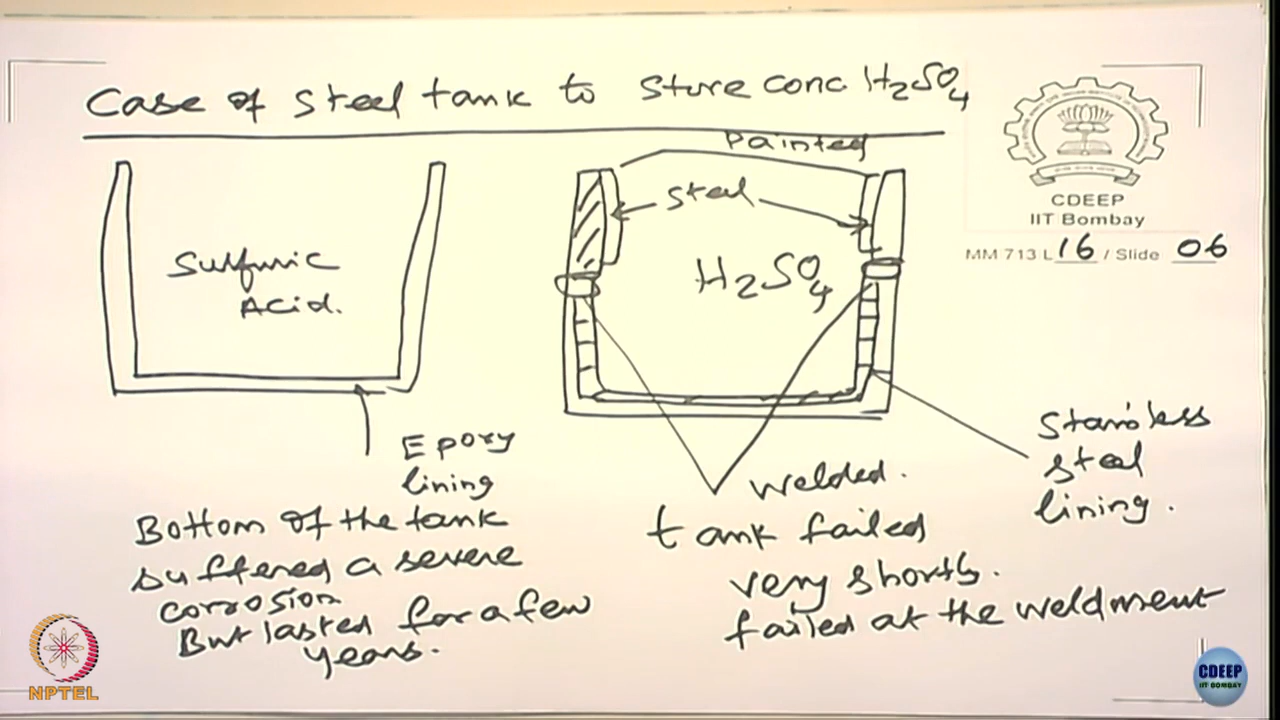 Case of steel tank to store conc. H₂SO₄
CDEEP
IIT Bombay
MM 713 L16 / Slide 06
Sulfuric
Acid.
Epoxy
lining
Bottom of the tank
suffered a severe
corrosion
But lasted for a few
years.
Painted
steel
H₂SO₄
Stainless
steel
lining.
welded.
tank failed
very shortly.
failed at the weldment
NPTEL
CDEEP
IIT BOMBAY